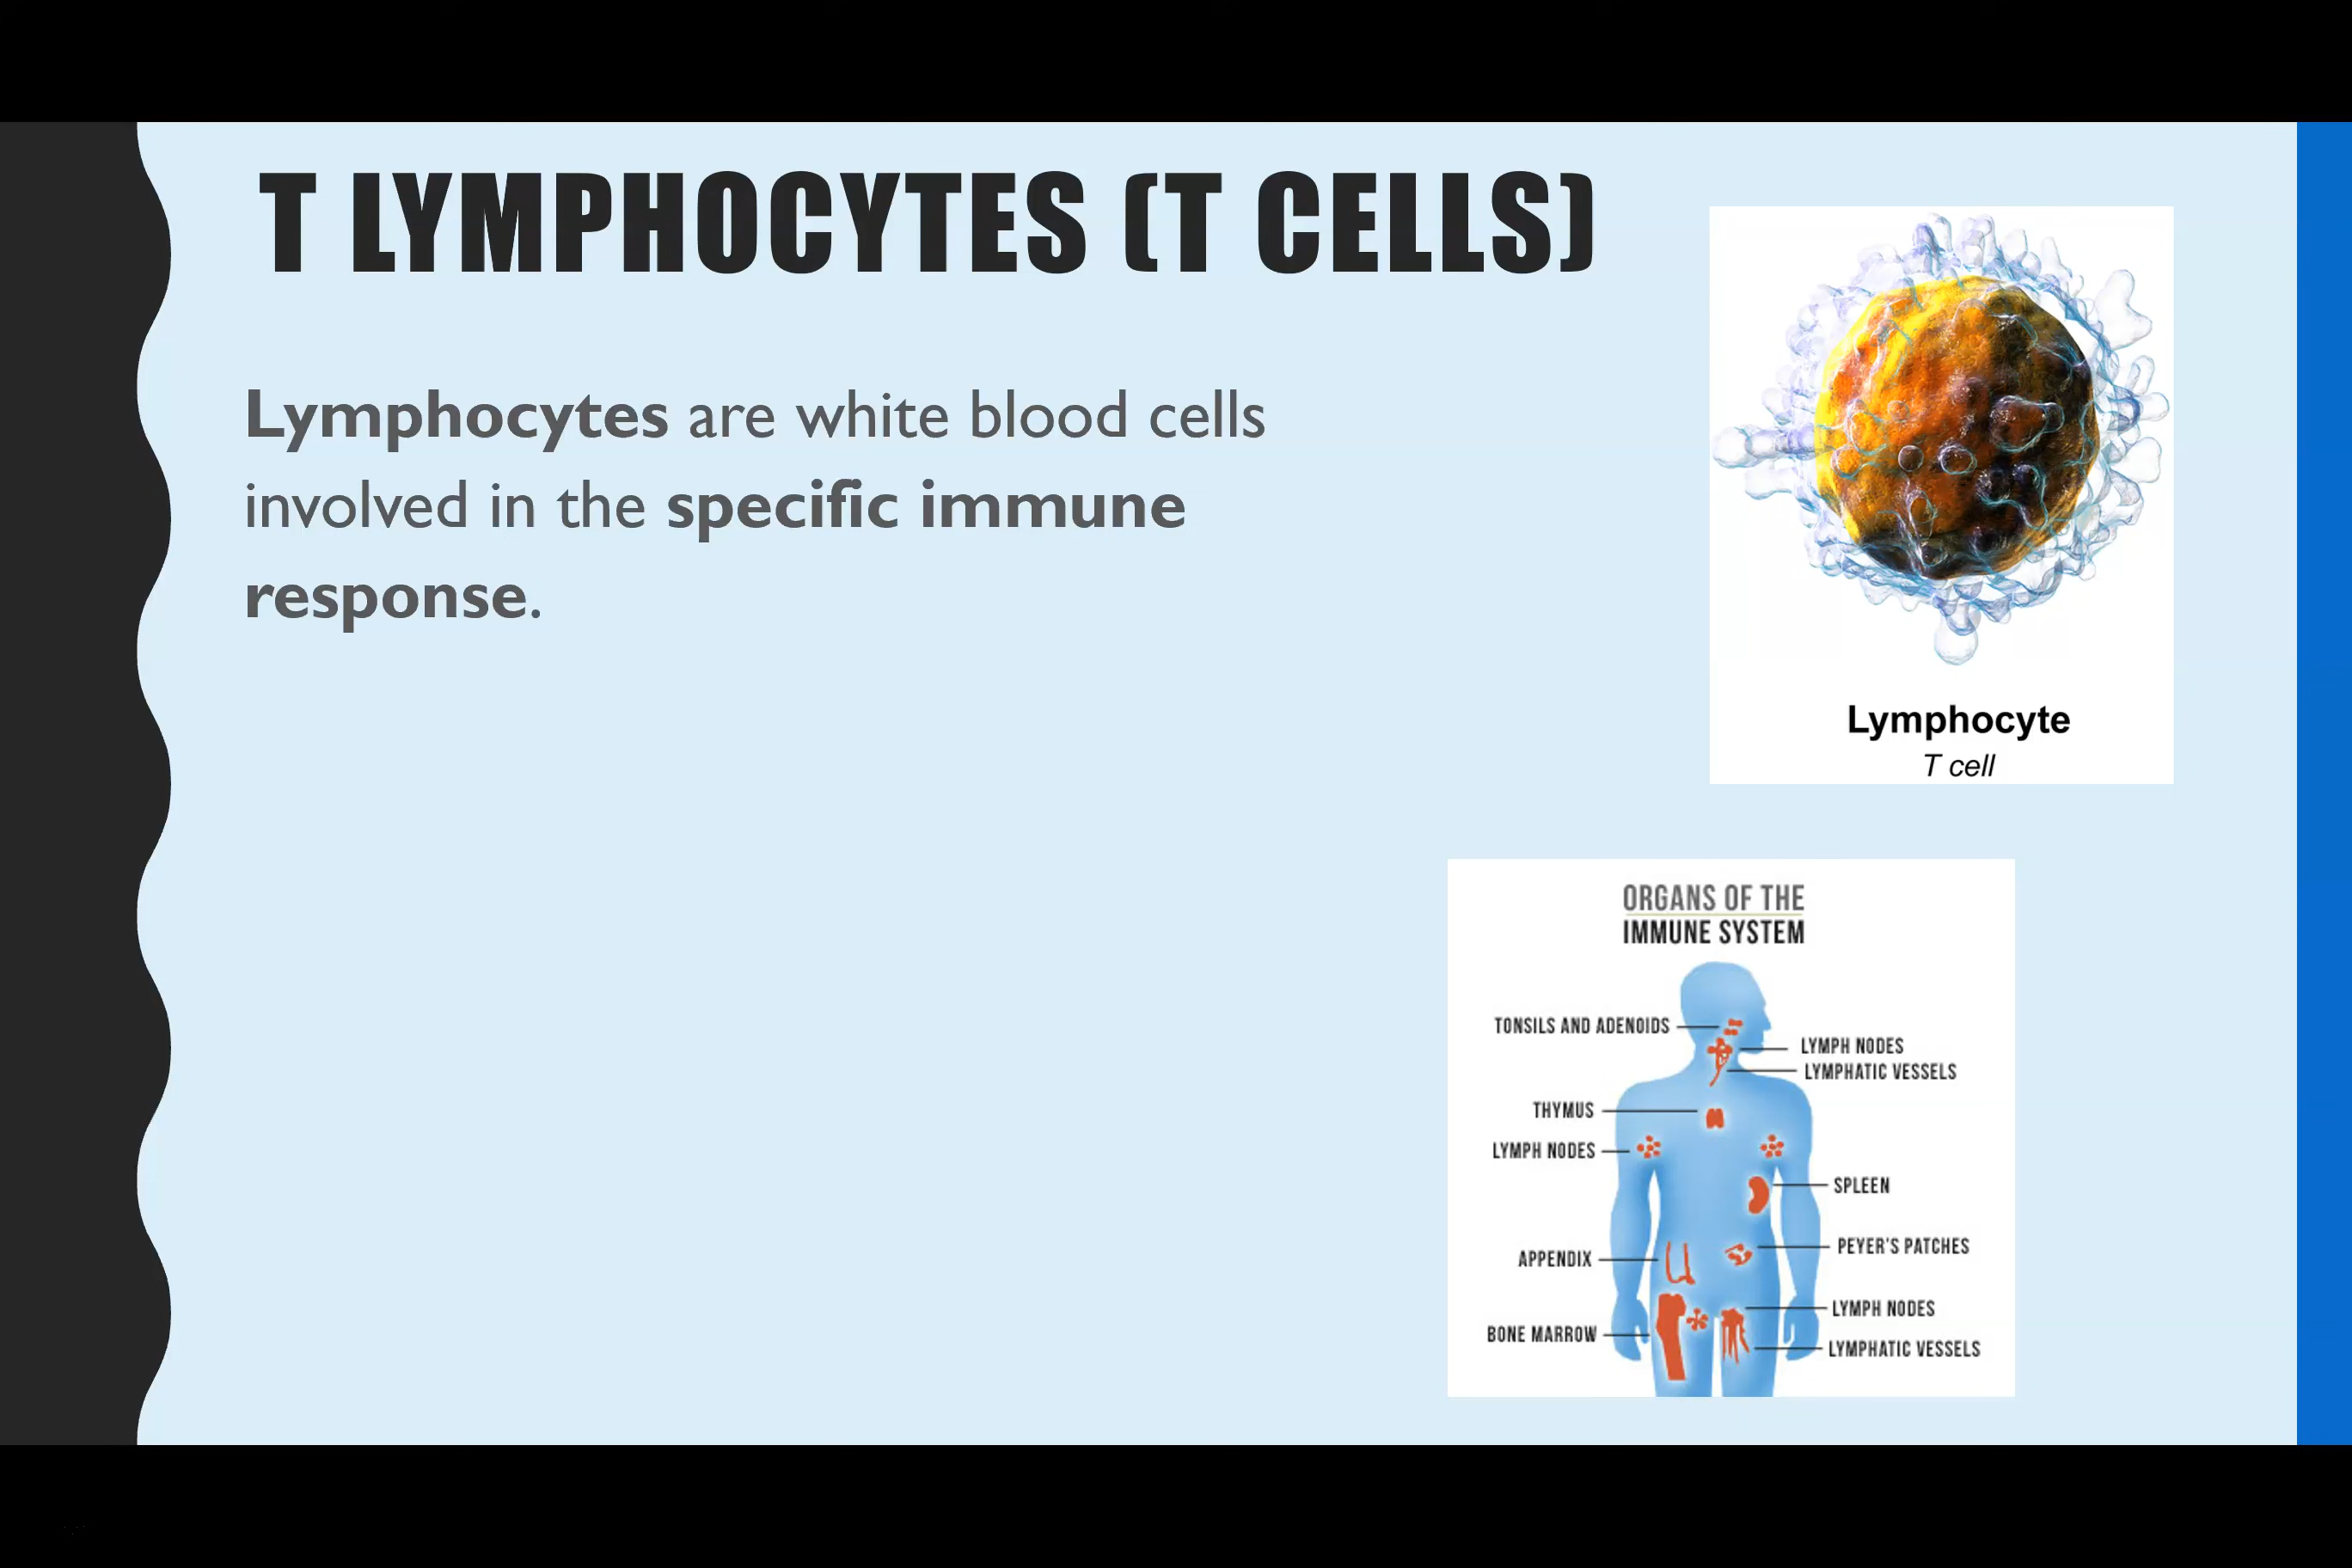 T LYMPHOCYTES (T CELLS)
Lymphocytes are white blood cells
involved in the specific immune
response.
Lymphocyte
T cell
ORGANS OF THE
IMMUNE SYSTEM
TONSILS AND ADENOIDS
LYMPH NODES
LYMPHATIC VESSELS
THYMUS
LYMPH NODES
SPLEEN
PEYER'S PATCHES
APPENDIX
LYMPH NODES
BONE MARROW
LYMPHATIC VESSELS